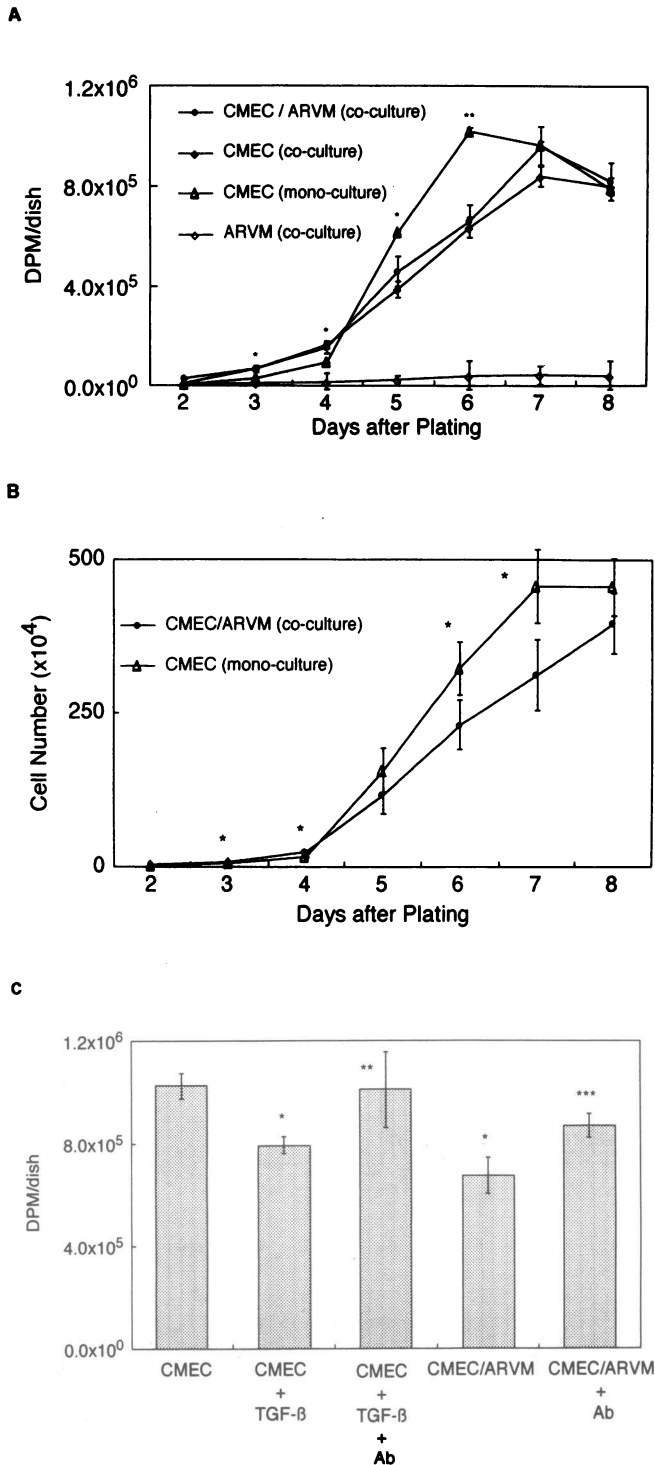 A
1.2x10⁶
8.0x10⁵
4.0x10⁵
0.0x10⁰
DPM/dish
CMEC / ARVM (co-culture)
CMEC (co-culture)
CMEC (mono-culture)
ARVM (co-culture)
*
*
*
**
2 3 4 5 6 7 8
Days after Plating
B
500
250
0
Cell Number (x10⁴)
CMEC/ARVM (co-culture)
CMEC (mono-culture)
*
*
*
*
2 3 4 5 6 7 8
Days after Plating
C
1.2x10⁶
8.0x10⁵
4.0x10⁵
0.0x10⁰
DPM/dish
*
**
*
***
CMEC
CMEC
+
TGF-ß
CMEC
+
TGF-ß
+
Ab
CMEC/ARVM
CMEC/ARVM
+
Ab